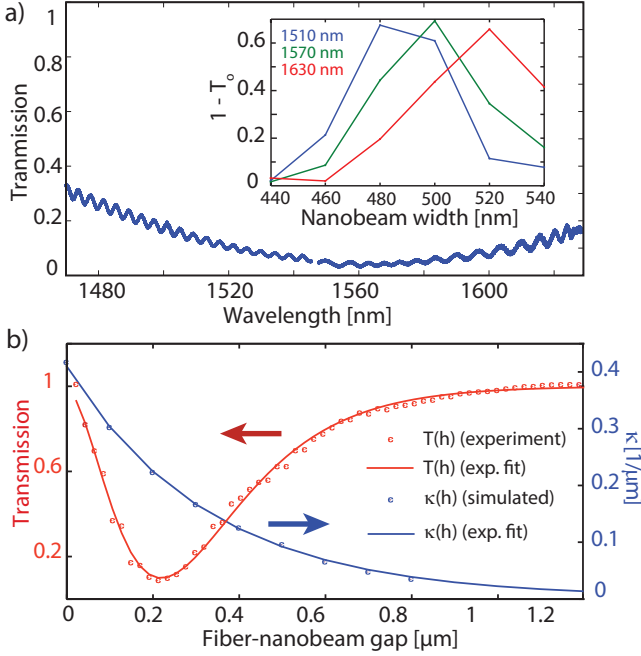 a)
1
0.8
0.6
0.4
0.2
0
Tranmission
1480
1520
1560
1600
Wavelength [nm]
1510 nm
1570 nm
1630 nm
0.6
0.4
0.2
0
1 - To
440
460
480
500
520
540
Nanobeam width [nm]
b)
1
0.6
0.2
Transmission
0.4
0.3
0.2
0.1
0
κ [1/μm]
T(h) (experiment)
T(h) (exp. fit)
κ(h) (simulated)
κ(h) (exp. fit)
0
0.2
0.4
0.6
0.8
1
1.2
Fiber-nanobeam gap [μm]